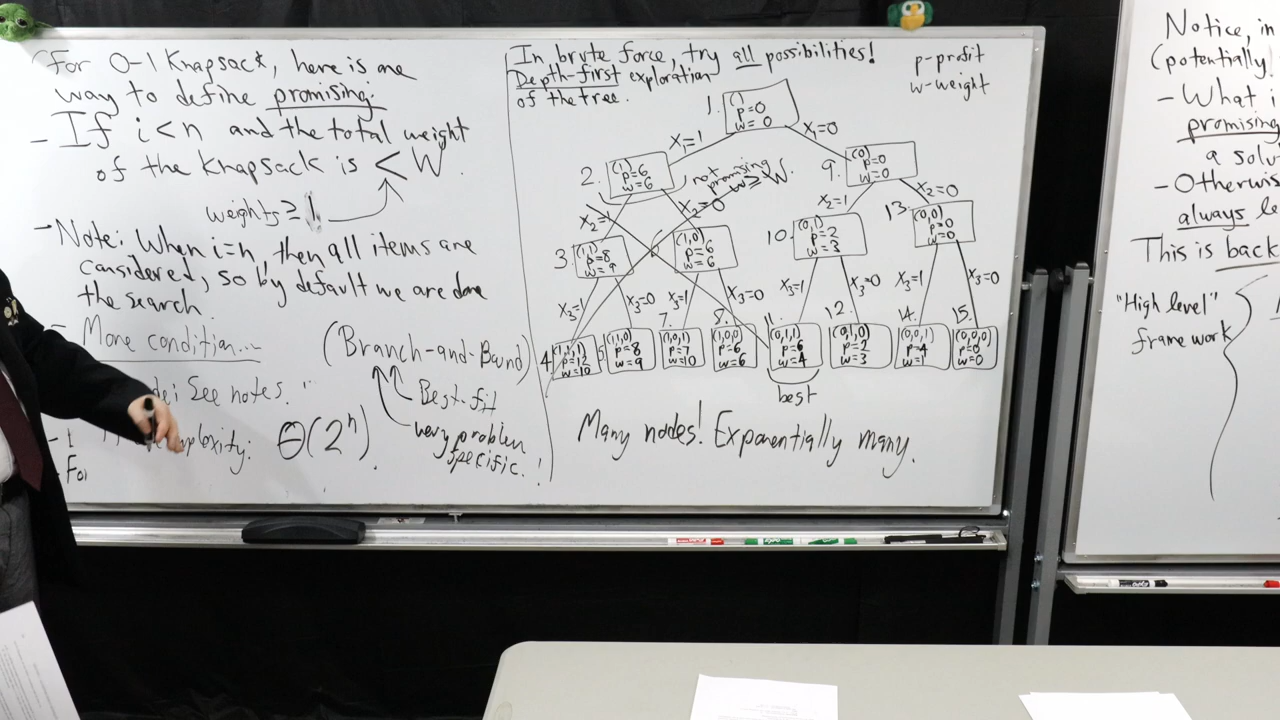 For 0-1 Knapsack, here is one
way to define promising:
- If i<n and the total weight
of the Knapsack is < W
weights ≥ 1
- Note: When i=n, then all items are
considered, so by default we are done
the search.
- More condition...
See notes."
(Branch-and-Bound)
Best-fit
very problem
specific.!
Θ(2ⁿ).
In brute force, try all possibilities!
Depth-first exploration
of the tree.
p-profit
w-weight
1. ()
p=0
w=0
x₁=1
x₁=0
2. (1)
p=6
w=6
not
promising
w≥W.
9. (0)
p=0
w=0
x₂=1
x₂=0
x₂=1
x₂=0
3. (1,1)
p=8
w=9
(1,0)
p=6
w=6
10. (0,1)
p=2
w=3
13. (0,0)
p=0
w=0
x₃=1
x₃=0
x₃=1
x₃=0
x₃=1
x₃=0
x₃=1
x₃=0
4. (1,1,1)
p=12
w=10
(1,1,0)
p=8
w=9
7. (1,0,1)
w=10
8. (1,0,0)
p=6
w=6
11. (0,1,1)
p=6
w=4
12. (0,1,0)
p=2
w=3
14. (0,0,1)
p=4
w=1
15. (0,0,0)
p=0
w=0
best
Many nodes! Exponentially many.
Notice, in
(potentially!
- What i
promising
a solu
- Otherwis
always le
This is back
"High level"
framework